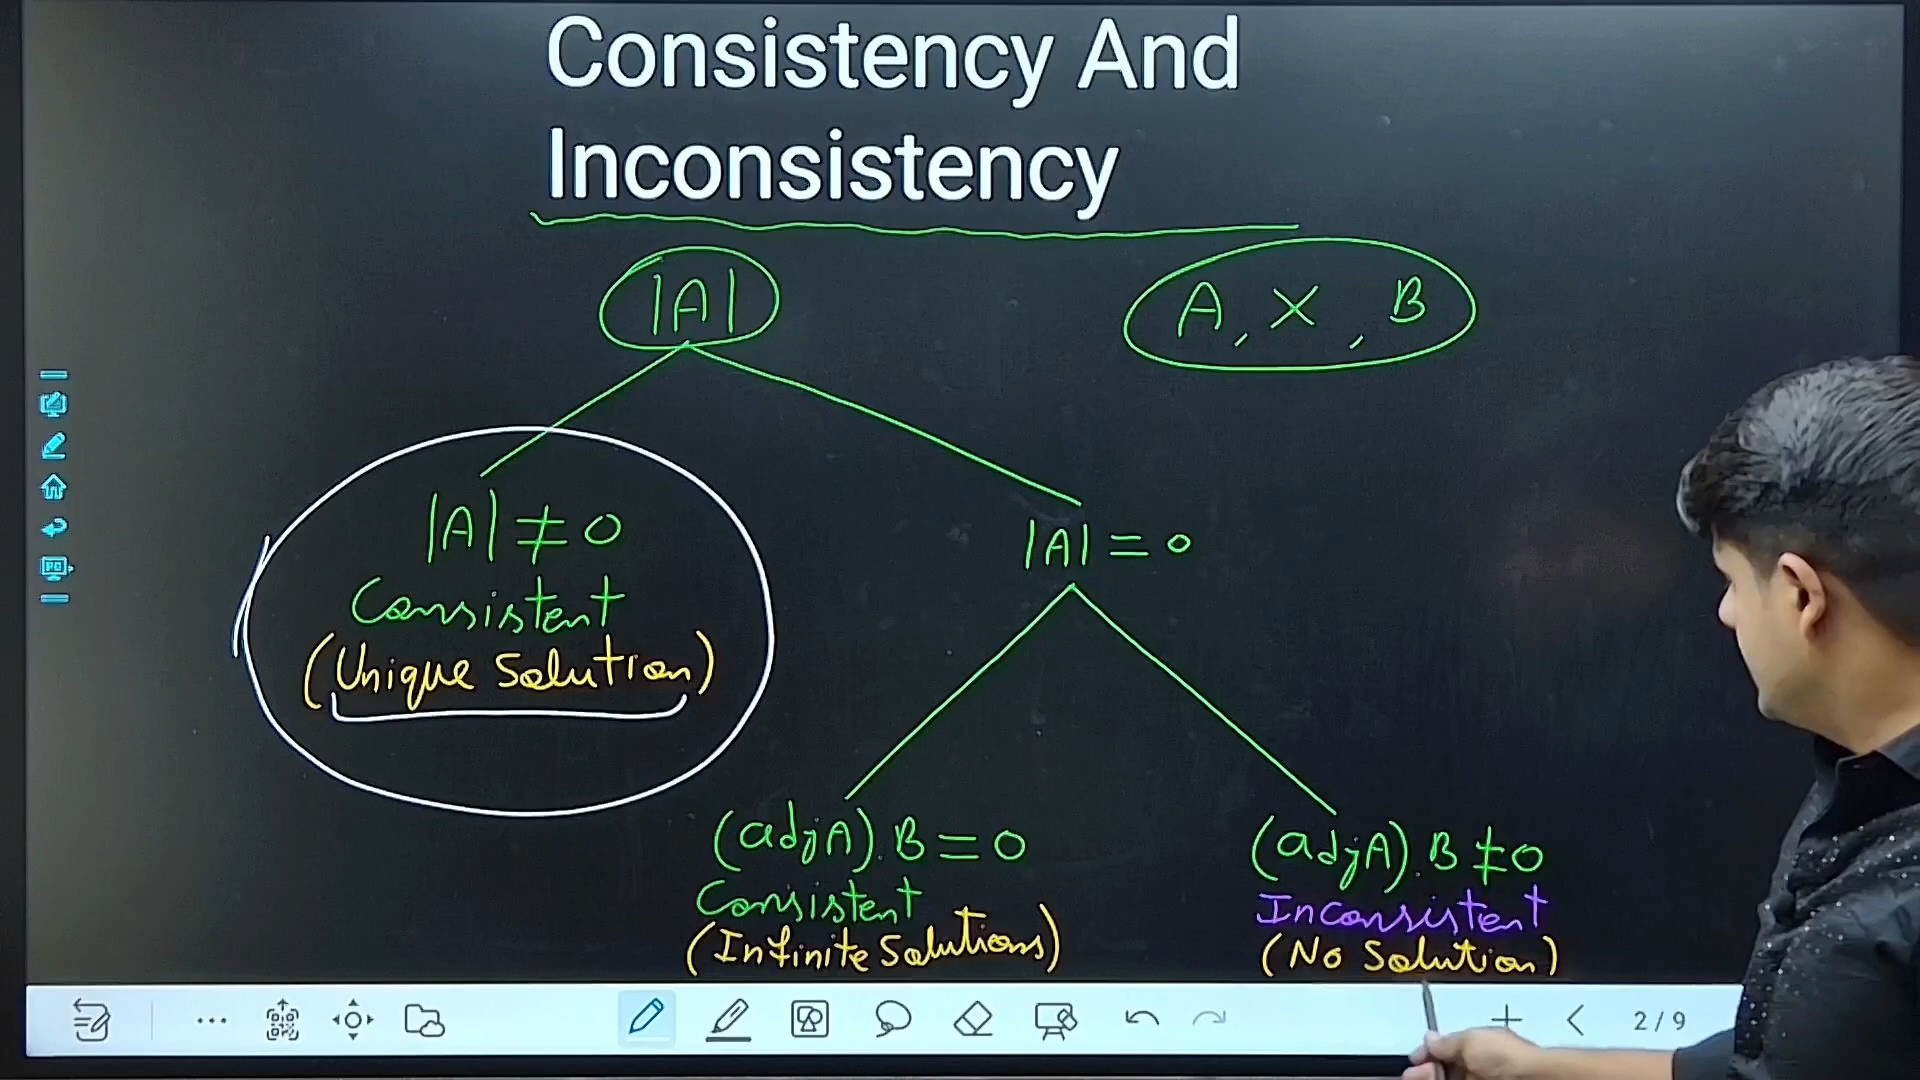 Consistency And
Inconsistency
|A|
A, X, B
|A| ≠ 0
Consistent
(Unique Solution)
|A| = 0
(adjA).B = 0
Consistent
(Infinite Solutions)
(adjA).B ≠ 0
Inconsistent
(No Solution)
PC
2/9